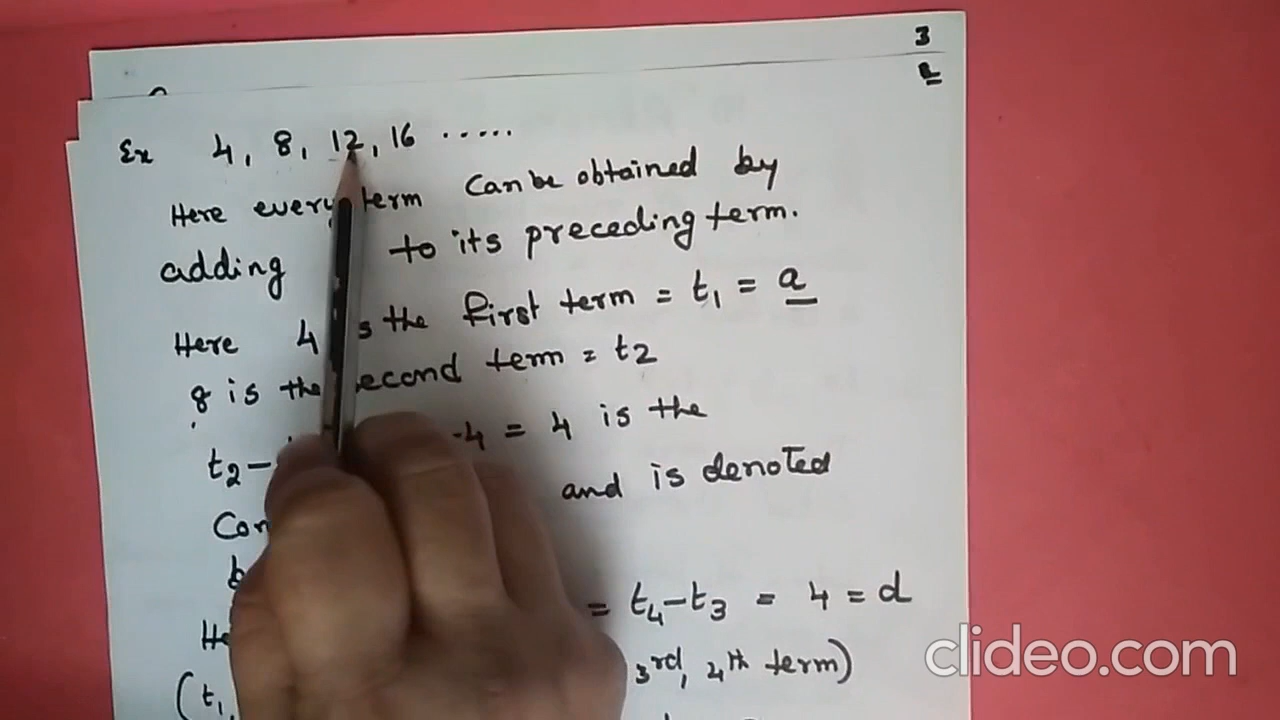 3
Ex 4, 8, 12, 16 .....
Here every term Can be obtained by
adding to its preceding term.
Here 4 the first term = t1 = a
8 is the second term = t2
t2- -4 = 4 is the
and is denoted
= t4-t3 = 4 = d
3rd, 4th term)
(t1,
clideo.com